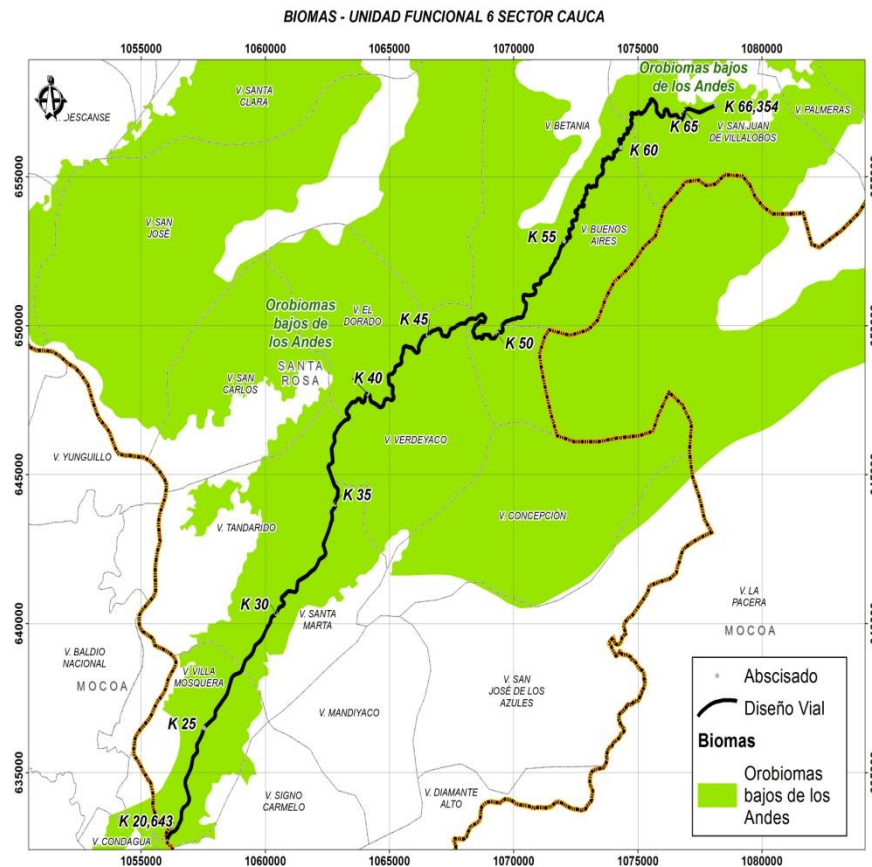 BIOMAS - UNIDAD FUNCIONAL 6 SECTOR CAUCA
1055000 1060000 1065000 1070000 1075000 1080000
Orobiomas bajos
de los Andes
V. SANTA
CLARA
DESCANSE
K 66,354
V. PALMERAS
V. BETANIA
K 65
V. SAN JUAN
DE VILLALOBOS
K 60
655000
V. SAN
JOSÉ
K 55
V. BUENOS
AIRES
Orobiomas
bajos de
los Andes
V. EL
DORADO
K 45
650000
K 50
SANTA
ROSA
V. SAN
CARLOS
K 40
V. VERDEYACO
V. YUNGUILLO
645000
K 35
V. TANDARIDO
V. CONCEPCIÓN
K 30
V. SANTA
MARTA
640000
V. LA
PACERA
MOCOA
V. BALDIO
NACIONAL
MOCOA
V. VILLA
MOSQUERA
V. SAN
JOSÉ DE LOS
AZULES
V. MANDIYACO
K 25
635000
V. SIGNO
CARMELO
V. DIAMANTE
ALTO
K 20,643
V. CONDAGUA
Abscisado
Diseño Vial
Biomas
Orobiomas
bajos de los
Andes
1055000 1060000 1065000 1070000 1075000 1080000